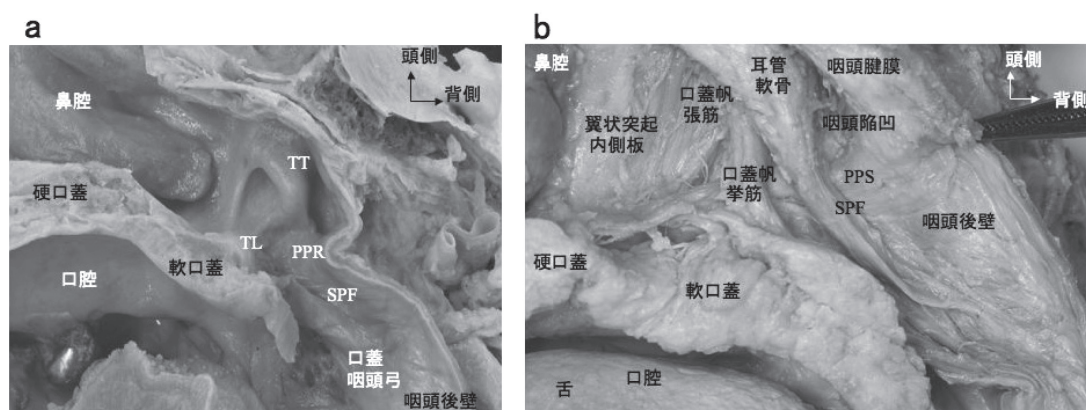 a
頭側
背側
鼻腔
TT
硬口蓋
TL
PPR
軟口蓋
口腔
SPF
口蓋
咽頭弓
咽頭後壁
b
鼻腔
耳管
軟骨
咽頭腱膜
頭側
背側
口蓋帆
張筋
翼状突起
内側板
咽頭陥凹
口蓋帆
挙筋
PPS
SPF
咽頭後壁
硬口蓋
軟口蓋
舌
口腔